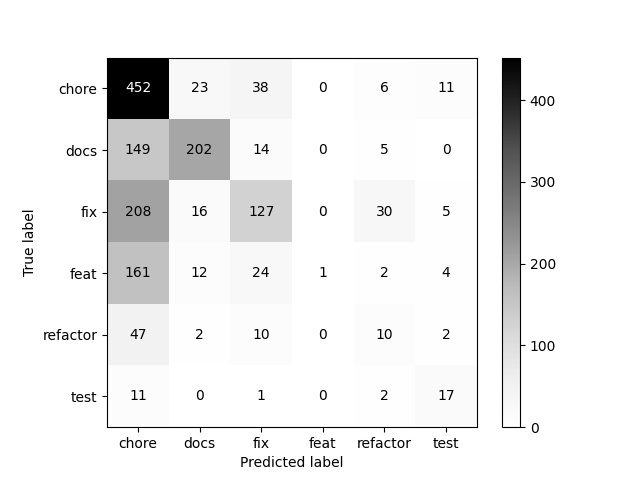 chore 452 23 38 0 6 11
docs 149 202 14 0 5 0
fix 208 16 127 0 30 5
feat 161 12 24 1 2 4
refactor 47 2 10 0 10 2
test 11 0 1 0 2 17
chore docs fix feat refactor test
Predicted label
True label
400
300
200
100
0